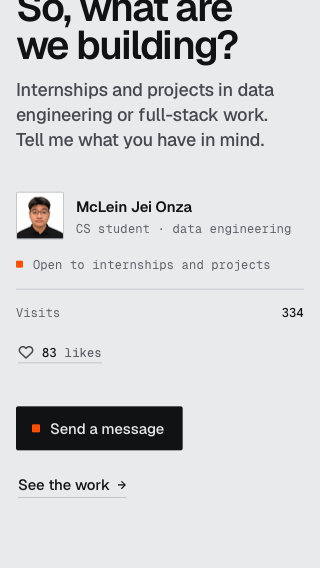 So, what are
we building?
Internships and projects in data
engineering or full-stack work.
Tell me what you have in mind.
McLein Jei Onza
CS student · data engineering
Open to internships and projects
Visits 334
83 likes
Send a message
See the work →